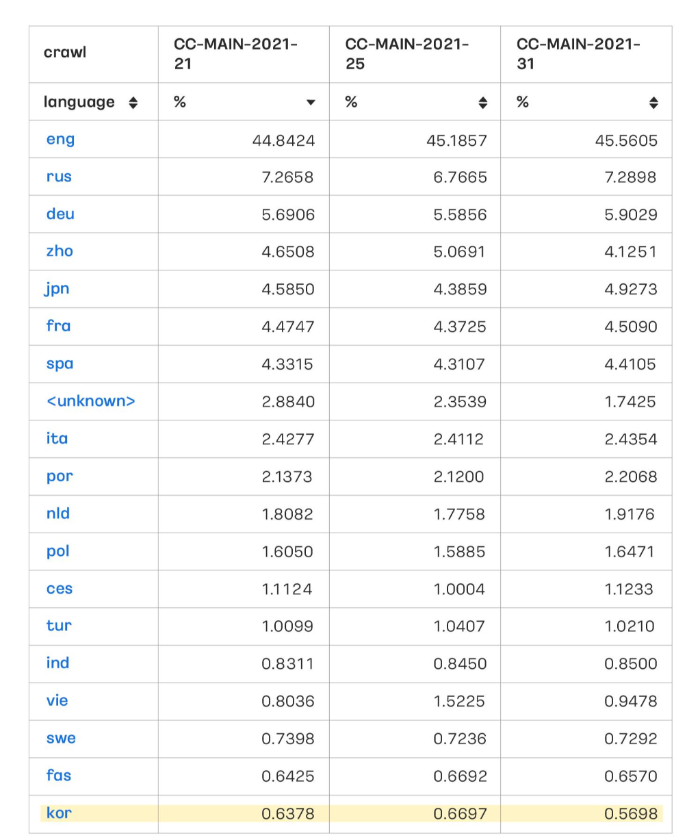 crawl CC-MAIN-2021-21 CC-MAIN-2021-25 CC-MAIN-2021-31
language % % %
eng 44.8424 45.1857 45.5605
rus 7.2658 6.7665 7.2898
deu 5.6906 5.5856 5.9029
zho 4.6508 5.0691 4.1251
jpn 4.5850 4.3859 4.9273
fra 4.4747 4.3725 4.5090
spa 4.3315 4.3107 4.4105
<unknown> 2.8840 2.3539 1.7425
ita 2.4277 2.4112 2.4354
por 2.1373 2.1200 2.2068
nld 1.8082 1.7758 1.9176
pol 1.6050 1.5885 1.6471
ces 1.1124 1.0004 1.1233
tur 1.0099 1.0407 1.0210
ind 0.8311 0.8450 0.8500
vie 0.8036 1.5225 0.9478
swe 0.7398 0.7236 0.7292
fas 0.6425 0.6692 0.6570
kor 0.6378 0.6697 0.5698